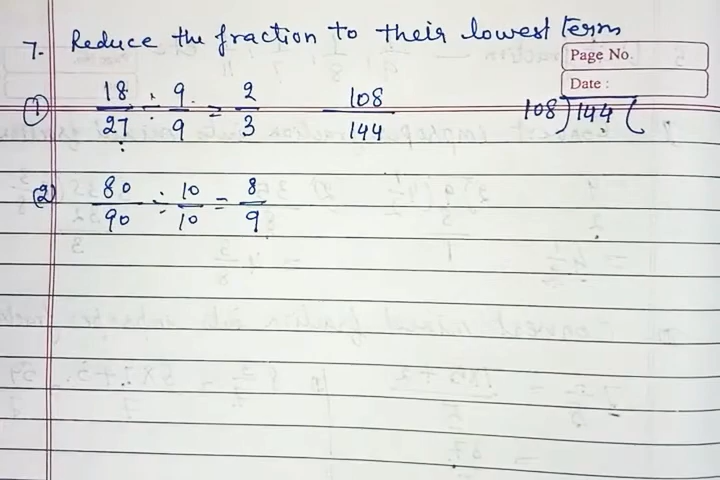 7. Reduce the fraction to their lowest term
Page No.
Date :
(1) 18/27 ÷ 9/9 = 2/3 108/144 108)144(
(2) 80/90 ÷ 10/10 = 8/9